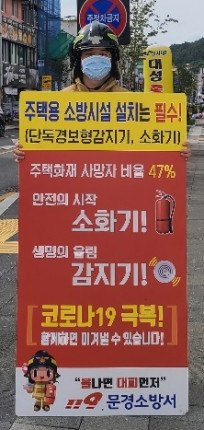 주차금지
대성
주택용 소방시설 설치는 필수!
(단독경보형감지기, 소화기)
주택화재 사망자 비율 47%
안전의 시작
소화기!
생명의 울림
감지기!
[코로나19 극복!
함께하면 이겨낼 수 있습니다!]
"불나면 대피먼저"
119 문경소방서